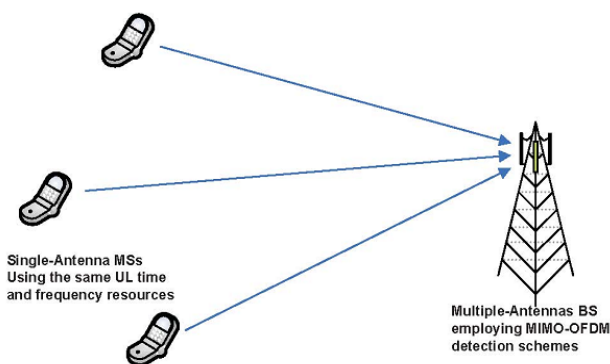 Single-Antenna MSs
Using the same UL time
and frequency resources
Multiple-Antennas BS
employing MIMO-OFDM
detection schemes